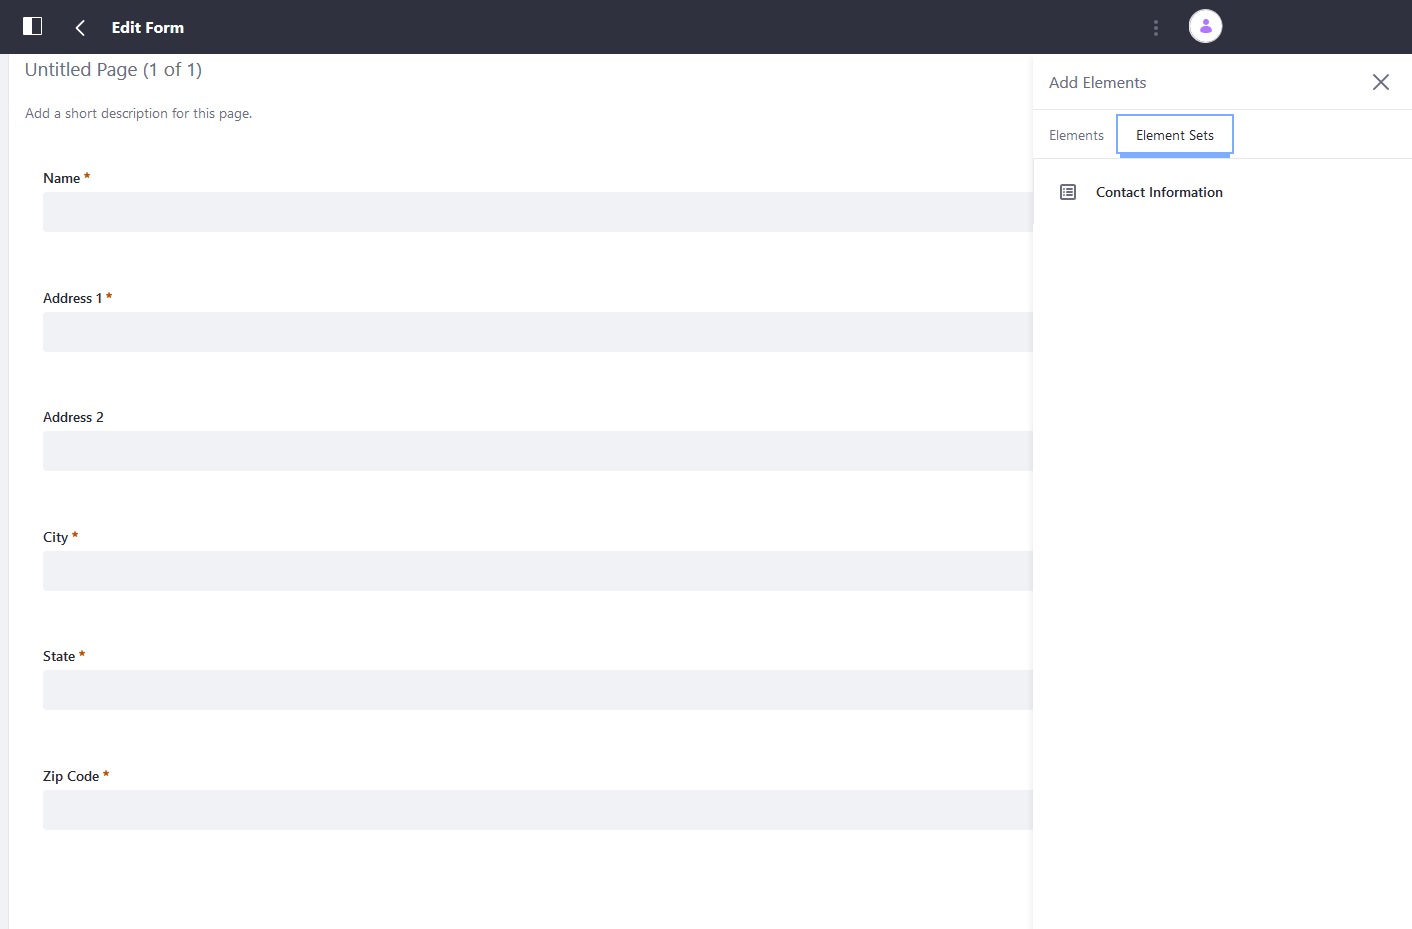 Edit Form
Untitled Page (1 of 1)
Add a short description for this page.
Name *
Address 1 *
Address 2
City *
State *
Zip Code *
Add Elements
Elements
Element Sets
Contact Information